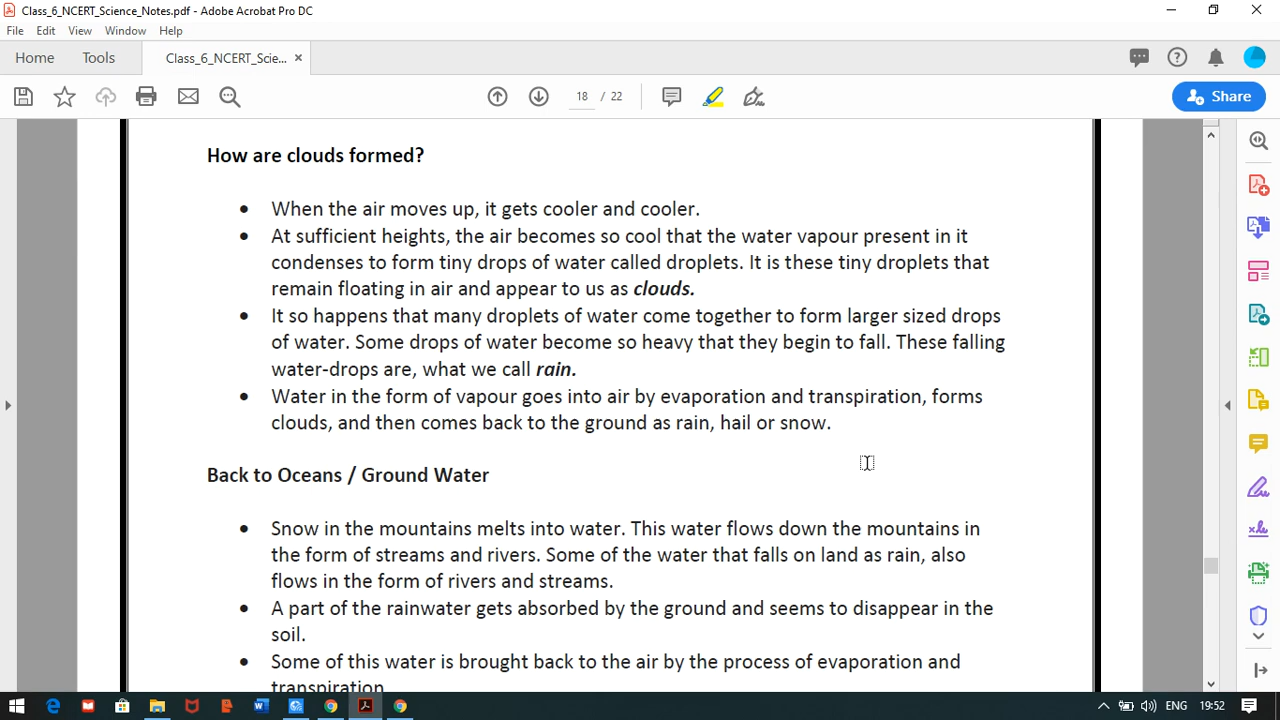 Class_6_NCERT_Science_Notes.pdf - Adobe Acrobat Pro DC
File Edit View Window Help
Home Tools Class_6_NCERT_Scie... ×
18 / 22
Share
How are clouds formed?
• When the air moves up, it gets cooler and cooler.
• At sufficient heights, the air becomes so cool that the water vapour present in it
condenses to form tiny drops of water called droplets. It is these tiny droplets that
remain floating in air and appear to us as clouds.
• It so happens that many droplets of water come together to form larger sized drops
of water. Some drops of water become so heavy that they begin to fall. These falling
water-drops are, what we call rain.
• Water in the form of vapour goes into air by evaporation and transpiration, forms
clouds, and then comes back to the ground as rain, hail or snow.
Back to Oceans / Ground Water
• Snow in the mountains melts into water. This water flows down the mountains in
the form of streams and rivers. Some of the water that falls on land as rain, also
flows in the form of rivers and streams.
• A part of the rainwater gets absorbed by the ground and seems to disappear in the
soil.
• Some of this water is brought back to the air by the process of evaporation and
transpiration
ENG 19:52